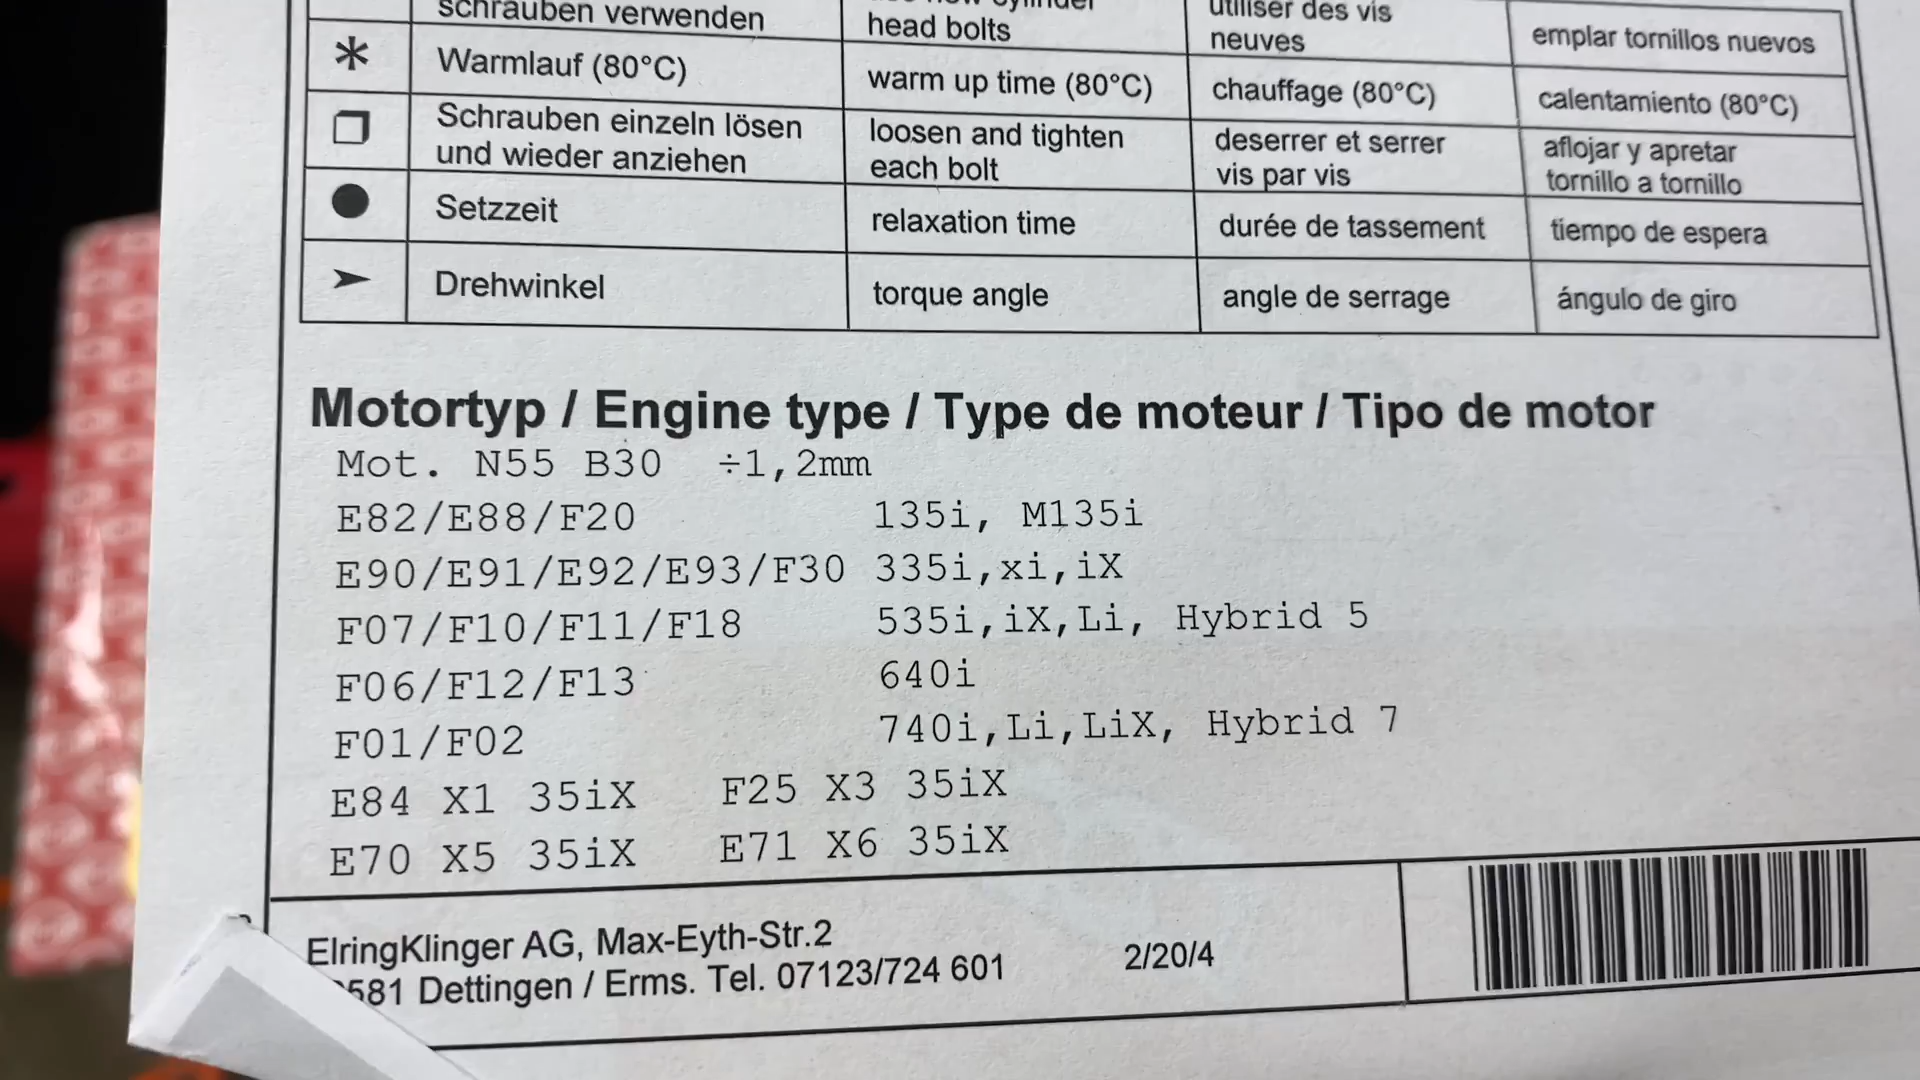 schrauben verwenden
head bolts
utiliser des vis
neuves
emplar tornillos nuevos
Warmlauf (80°C)
warm up time (80°C)
chauffage (80°C)
calentamiento (80°C)
Schrauben einzeln lösen
und wieder anziehen
loosen and tighten
each bolt
deserrer et serrer
vis par vis
aflojar y apretar
tornillo a tornillo
Setzzeit
relaxation time
durée de tassement
tiempo de espera
Drehwinkel
torque angle
angle de serrage
ángulo de giro
Motortyp / Engine type / Type de moteur / Tipo de motor
Mot. N55 B30 ÷1,2mm
E82/E88/F20 135i, M135i
E90/E91/E92/E93/F30 335i,xi,iX
F07/F10/F11/F18 535i,iX,Li, Hybrid 5
F06/F12/F13 640i
F01/F02 740i,Li,LiX, Hybrid 7
E84 X1 35iX F25 X3 35iX
E70 X5 35iX E71 X6 35iX
ElringKlinger AG, Max-Eyth-Str.2
581 Dettingen / Erms. Tel. 07123/724 601
2/20/4